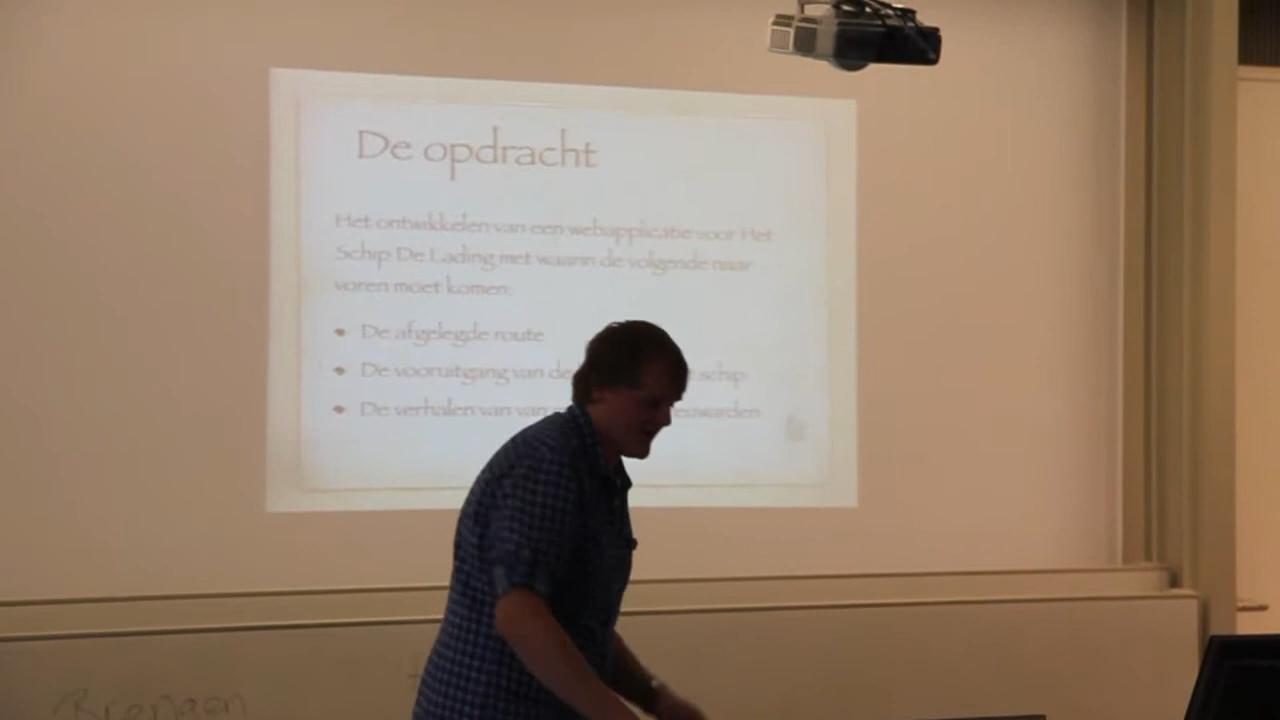 De opdracht
Het ontwikkelen van een webapplicatie voor Het
Schip De Lading met waarin de volgende naar
voren moet komen:
De afgelegde route
De vooruitgang van de schip
De verhalen van van